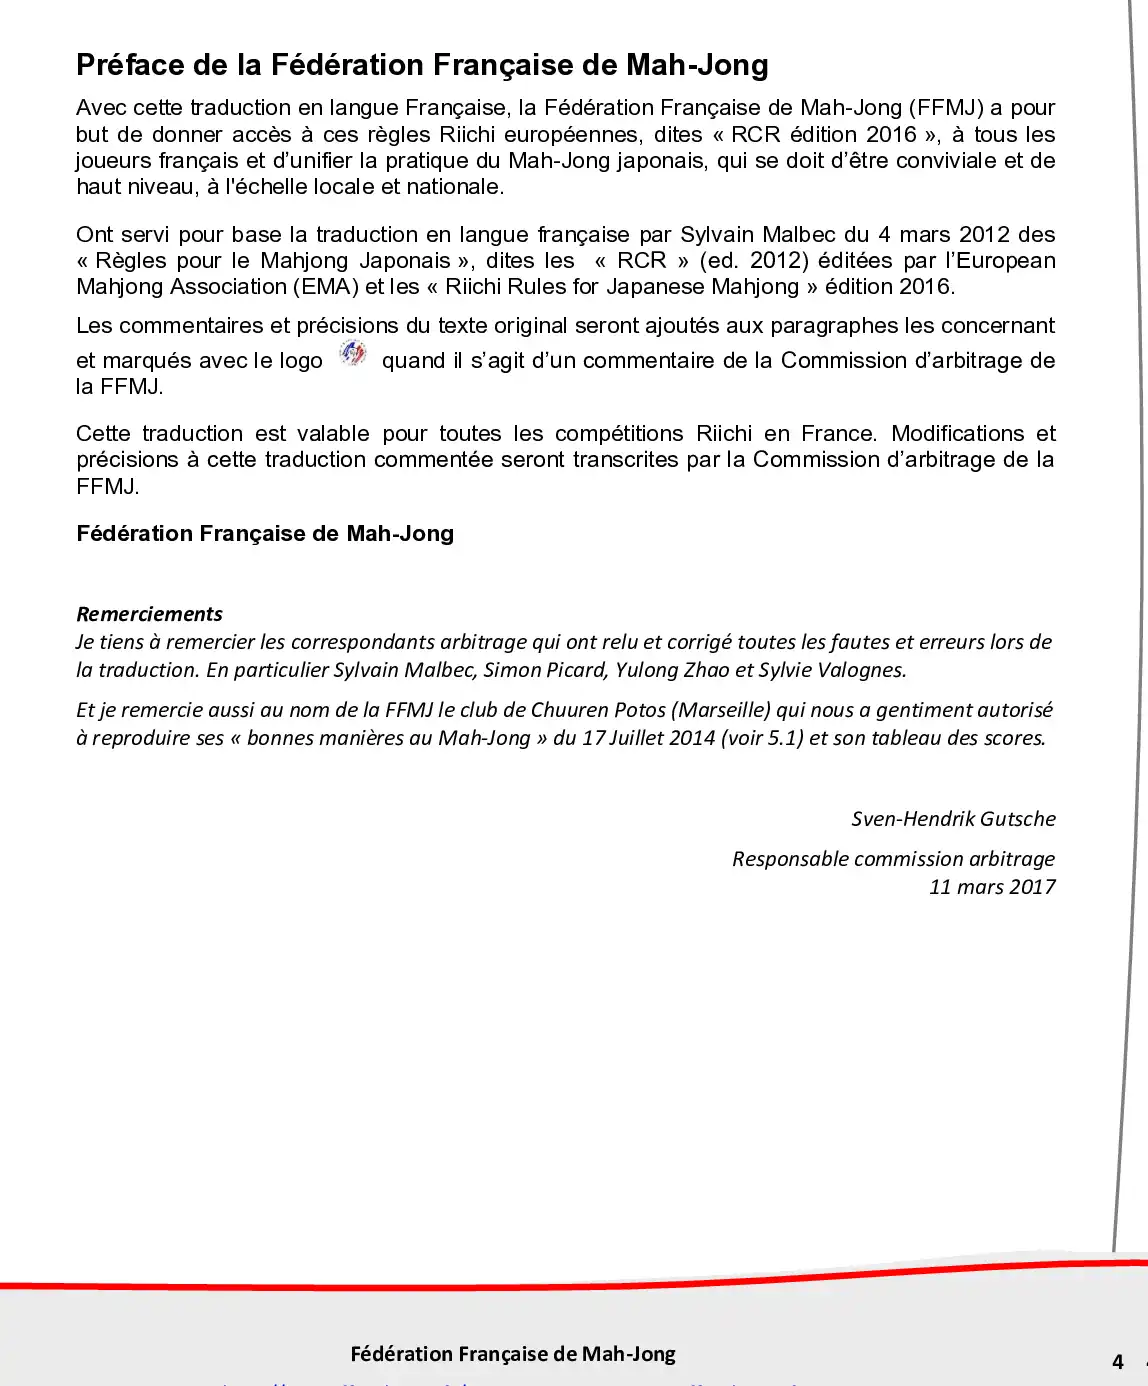 Préface de la Fédération Française de Mah-Jong
Avec cette traduction en langue Française, la Fédération Française de Mah-Jong (FFMJ) a pour
but de donner accès à ces règles Riichi européennes, dites « RCR édition 2016 », à tous les
joueurs français et d’unifier la pratique du Mah-Jong japonais, qui se doit d’être conviviale et de
haut niveau, à l'échelle locale et nationale.
Ont servi pour base la traduction en langue française par Sylvain Malbec du 4 mars 2012 des
« Règles pour le Mahjong Japonais », dites les « RCR » (ed. 2012) éditées par l’European
Mahjong Association (EMA) et les « Riichi Rules for Japanese Mahjong » édition 2016.
Les commentaires et précisions du texte original seront ajoutés aux paragraphes les concernant
et marqués avec le logo quand il s’agit d’un commentaire de la Commission d’arbitrage de
la FFMJ.
Cette traduction est valable pour toutes les compétitions Riichi en France. Modifications et
précisions à cette traduction commentée seront transcrites par la Commission d’arbitrage de la
FFMJ.
Fédération Française de Mah-Jong
Remerciements
Je tiens à remercier les correspondants arbitrage qui ont relu et corrigé toutes les fautes et erreurs lors de
la traduction. En particulier Sylvain Malbec, Simon Picard, Yulong Zhao et Sylvie Valognes.
Et je remercie aussi au nom de la FFMJ le club de Chuuren Potos (Marseille) qui nous a gentiment autorisé
à reproduire ses « bonnes manières au Mah-Jong » du 17 Juillet 2014 (voir 5.1) et son tableau des scores.
Sven-Hendrik Gutsche
Responsable commission arbitrage
11 mars 2017
Fédération Française de Mah-Jong
4